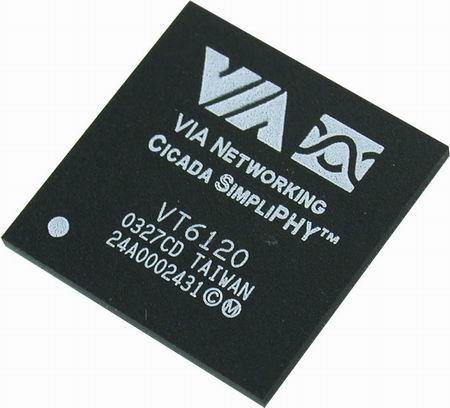 VIA
VIA NETWORKING
CICADA SIMPLIPHY™
VT6120
0327CD TAIWAN
24A0002431 © Ⓜ